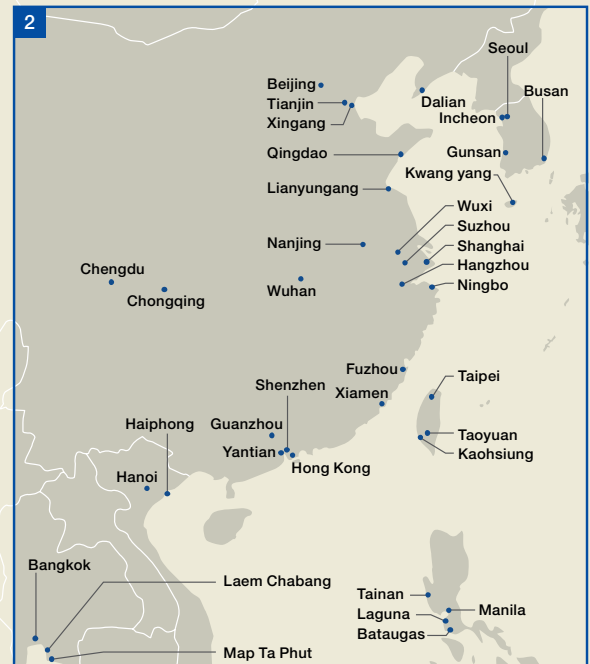 2
Seoul
Beijing
Busan
Tianjin
Dalian
Xingang
Incheon
Qingdao
Gunsan
Kwang yang
Lianyungang
Wuxi
Suzhou
Nanjing
Shanghai
Chengdu
Hangzhou
Wuhan
Ningbo
Chongqing
Fuzhou
Taipei
Shenzhen
Xiamen
Haiphong
Guanzhou
Taoyuan
Yantian
Kaohsiung
Hong Kong
Hanoi
Bangkok
Laem Chabang
Tainan
Manila
Laguna
Bataugas
Map Ta Phut